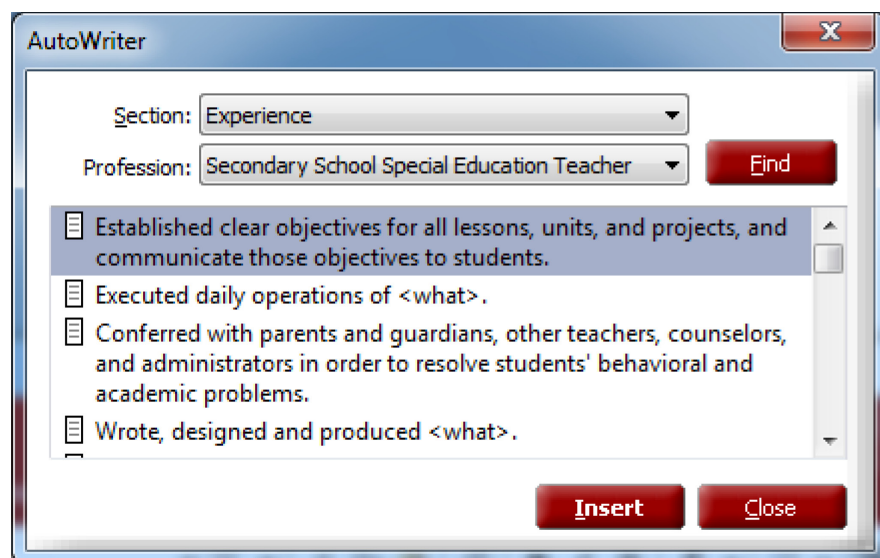 AutoWriter
Section: Experience
Profession: Secondary School Special Education Teacher Find
Established clear objectives for all lessons, units, and projects, and
communicate those objectives to students.
Executed daily operations of <what>.
Conferred with parents and guardians, other teachers, counselors,
and administrators in order to resolve students' behavioral and
academic problems.
Wrote, designed and produced <what>.
Insert Close